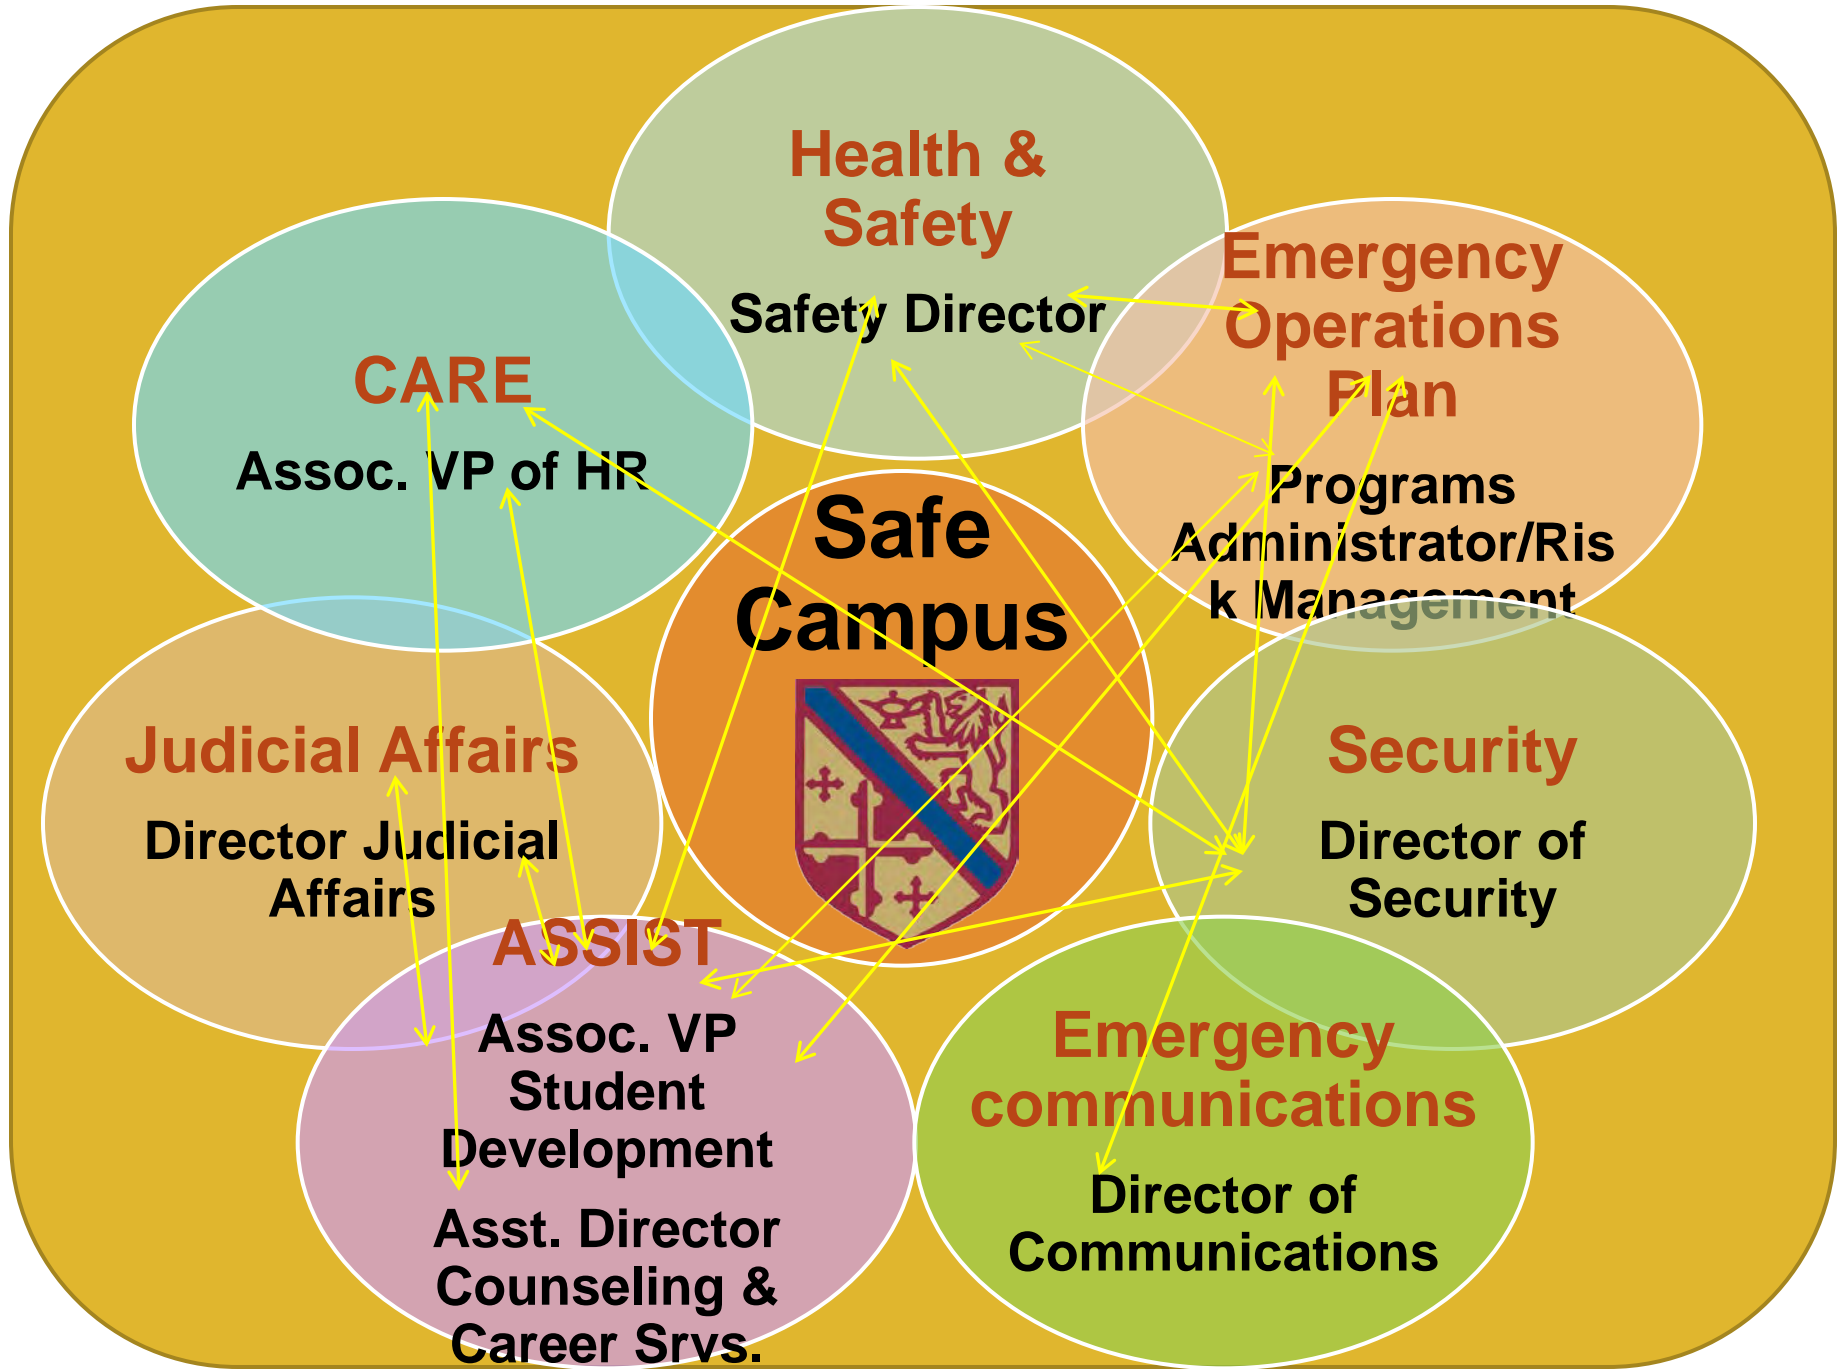 Health &
Safety
Safety Director
Emergency
Operations
Plan
Programs
Administrator/Ris
k Management
Security
Director of
Security
Emergency
communications
Director of
Communications
ASSIST
Assoc. VP
Student
Development
Asst. Director
Counseling &
Career Srvs.
Judicial Affairs
Director Judicial
Affairs
CARE
Assoc. VP of HR
Safe
Campus